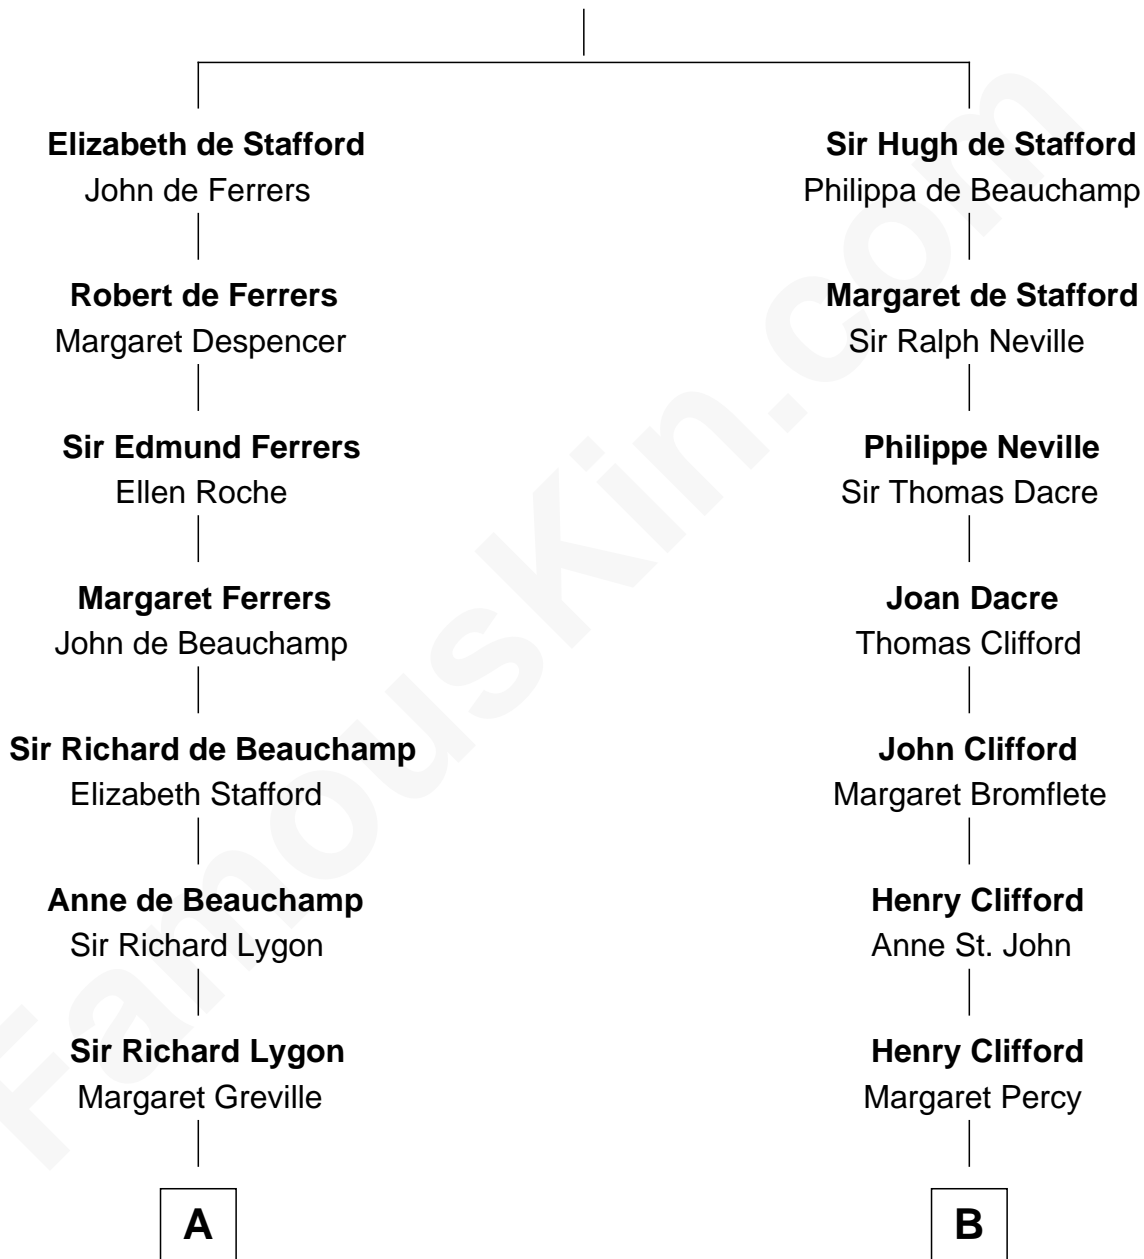 Elizabeth de Stafford
John de Ferrers
Robert de Ferrers
Margaret Despencer
Sir Edmund Ferrers
Ellen Roche
Margaret Ferrers
John de Beauchamp
Sir Richard de Beauchamp
Elizabeth Stafford
Anne de Beauchamp
Sir Richard Lygon
Sir Richard Lygon
Margaret Greville
A
Sir Hugh de Stafford
Philippa de Beauchamp
Margaret de Stafford
Sir Ralph Neville
Philippe Neville
Sir Thomas Dacre
Joan Dacre
Thomas Clifford
John Clifford
Margaret Bromflete
Henry Clifford
Anne St. John
Henry Clifford
Margaret Percy
B
FamousKin.com